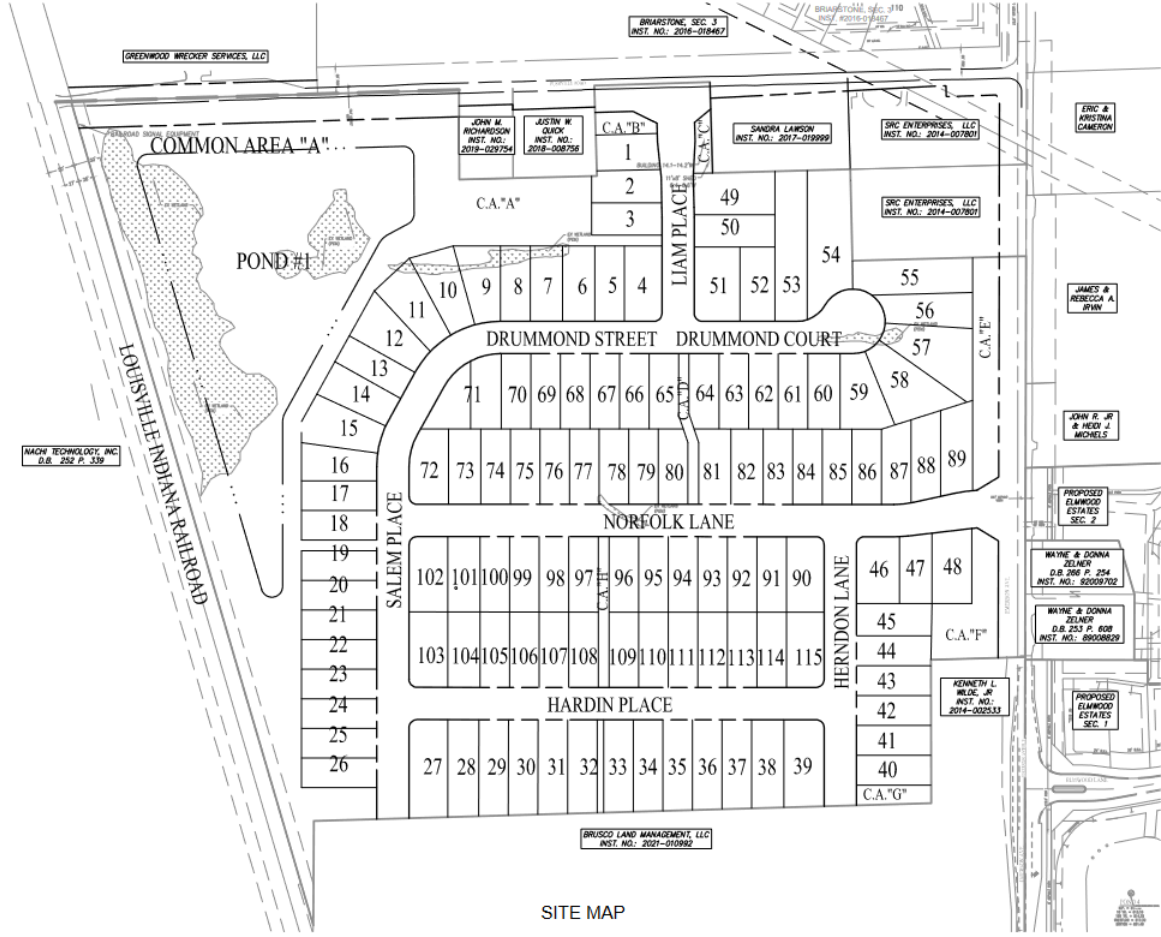 BRIARSTONE, SEC. 3
INST. #2016-018467
110
BRIARSTONE, SEC. 3
INST. NO.: 2016-018467
GREENWOOD WRECKER SERVICES, LLC
JOHN M.
RICHARDSON
INST. NO.:
2019-029754
JUSTIN W.
QUICK
INST. NO.:
2018-008756
C.A."B"
C.A."C"
SANDRA LAWSON
INST. NO.: 2017-019999
SRC ENTERPRISES, LLC
INST. NO.: 2014-007801
ERIC &
KRISTINA
CAMERON
RAILROAD SIGNAL EQUIPMENT
COMMON AREA "A"
1
2
3
C.A."A"
49
50
LIAM PLACE
SRC ENTERPRISES, LLC
INST. NO.: 2014-007801
POND #1
10 9 8 7 6 5 4
51 52 53 54
55
56
57
58
C.A."E"
JAMES &
REBECCA A.
IRVIN
11
12
13
14
15
DRUMMOND STREET
DRUMMOND COURT
71 70 69 68 67 66 65
C.A."D"
64 63 62 61 60 59
LOUISVILLE INDIANA RAILROAD
JOHN R. JR
& HEIDI J.
MICHIELS
NACHI TECHNOLOGY, INC.
D.B. 252 P. 339
16
17
18
19
20
21
22
23
24
25
26
SALEM PLACE
72 73 74 75 76 77 78 79 80 81 82 83 84 85 86 87 88 89
PROPOSED
ELMWOOD
ESTATES
SEC. 2
NORFOLK LANE
102 101 100 99 98 97
C.A."H"
96 95 94 93 92 91 90
HERNDON LANE
46 47 48
WAYNE & DONNA
ZELNER
D.B. 266 P. 254
INST. NO.: 92009702
WAYNE & DONNA
ZELNER
D.B. 253 P. 608
INST. NO.: 89008829
103 104 105 106 107 108 109 110 111 112 113 114 115
45
44
43
42
41
40
C.A."F"
C.A."G"
KENNETH L.
WILDE, JR
INST. NO.:
2014-002533
PROPOSED
ELMWOOD
ESTATES
SEC. 1
HARDIN PLACE
27 28 29 30 31 32 33 34 35 36 37 38 39
BRUSCO LAND MANAGEMENT, LLC
INST. NO.: 2021-010992
SITE MAP